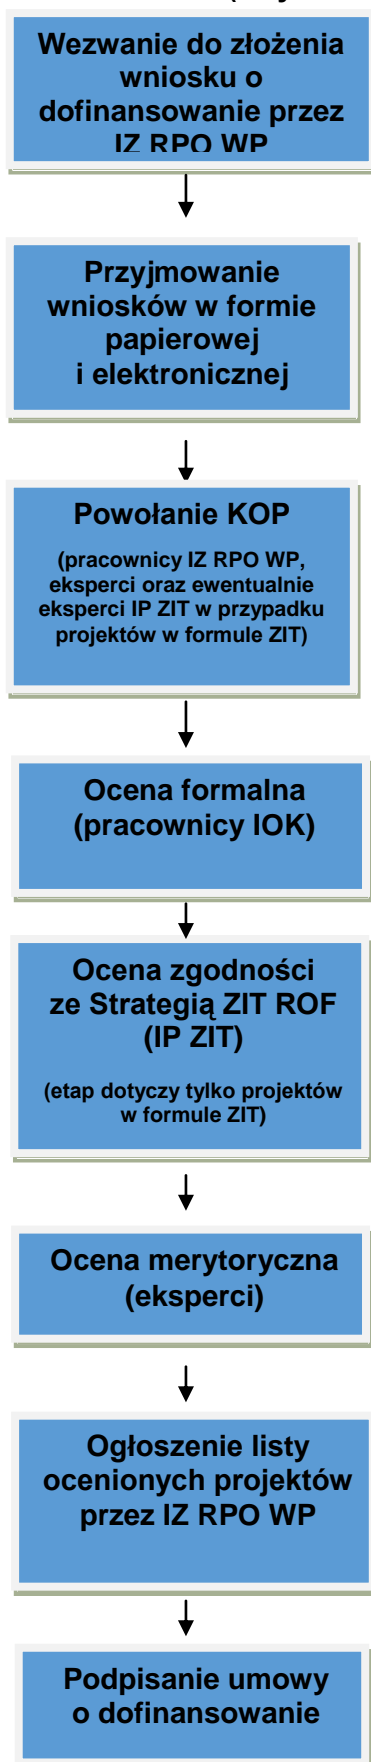 Wezwanie do złożenia
wniosku o
dofinansowanie przez
IZ RPO WP
Przyjmowanie
wniosków w formie
papierowej
i elektronicznej
Powołanie KOP
(pracownicy IZ RPO WP,
eksperci oraz ewentualnie
eksperci IP ZIT w przypadku
projektów w formule ZIT)
Ocena formalna
(pracownicy IOK)
Ocena zgodności
ze Strategią ZIT ROF
(IP ZIT)
(etap dotyczy tylko projektów
w formule ZIT)
Ocena merytoryczna
(eksperci)
Ogłoszenie listy
ocenionych projektów
przez IZ RPO WP
Podpisanie umowy
o dofinansowanie